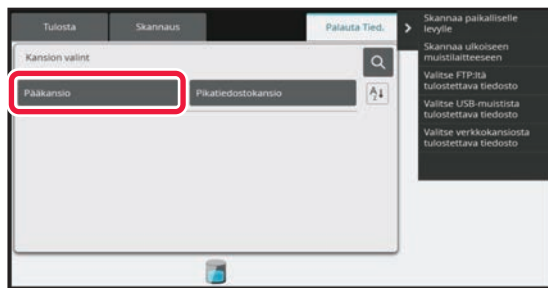 Tulosta
Skannaus
Palauta Tied.
Kansion valint
Pääkansio
Pikatiedostokansio
Skannaa paikalliselle
levylle
Skannaa ulkoiseen
muistilaitteeseen
Valitse FTP:ltä
tulostettava tiedosto
Valitse USB-muistista
tulostettava tiedosto
Valitse verkkokansiosta
tulostettava tiedosto